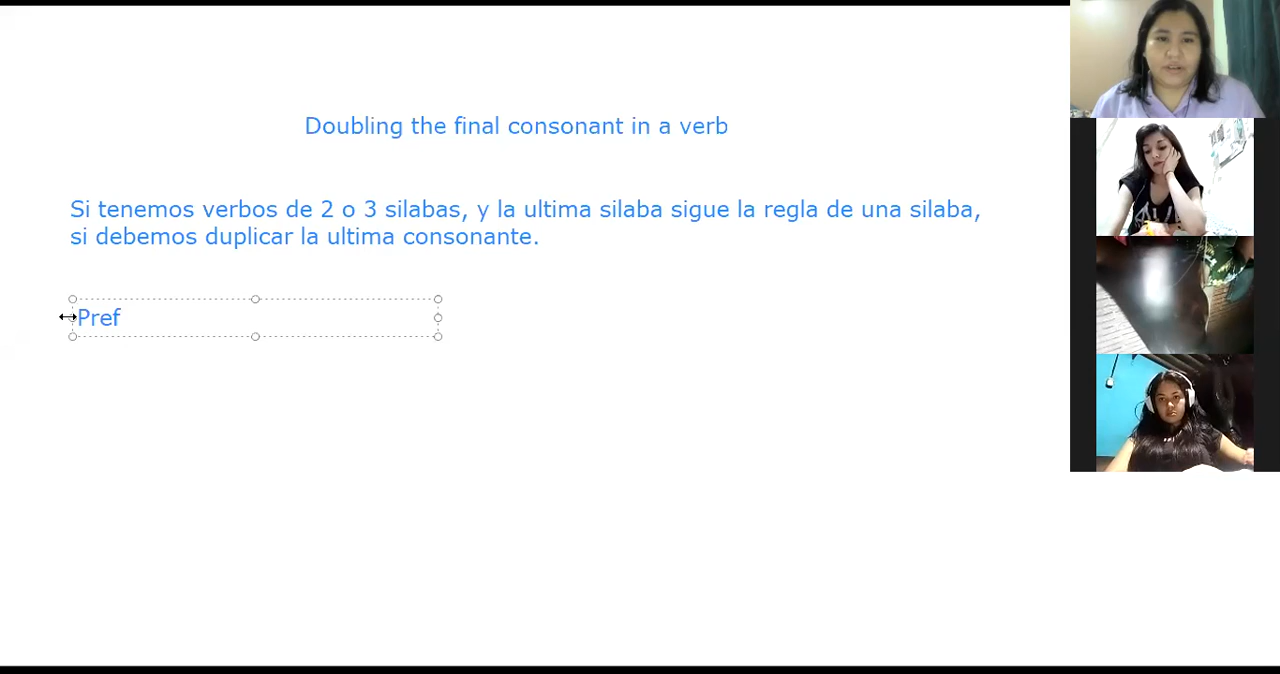 Doubling the final consonant in a verb
Si tenemos verbos de 2 o 3 silabas, y la ultima silaba sigue la regla de una silaba,
si debemos duplicar la ultima consonante.
Pref